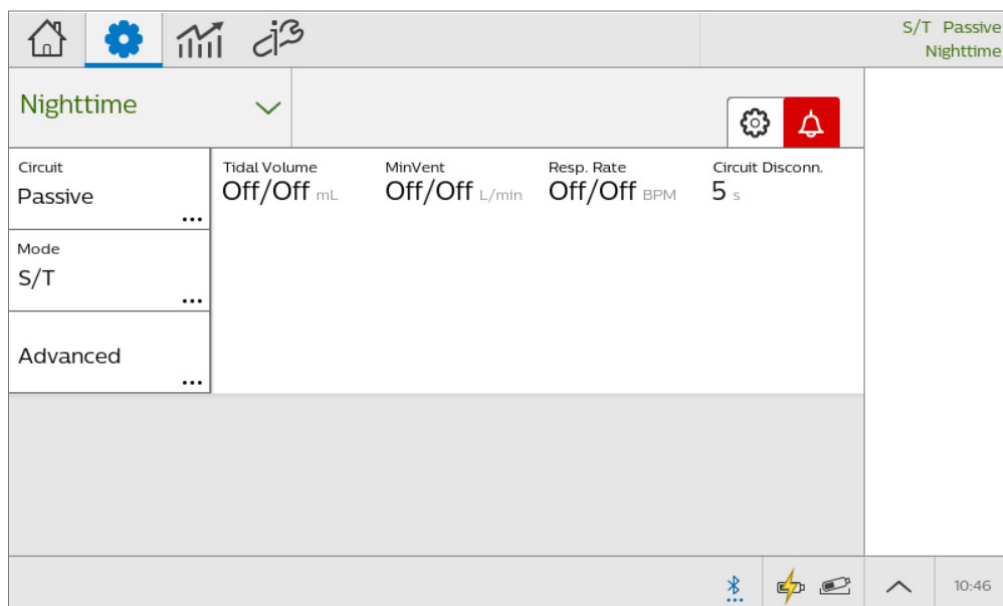 S/T Passive
Nighttime
Nighttime
Circuit
Passive
...
Tidal Volume
Off/Off mL
MinVent
Off/Off L/min
Resp. Rate
Off/Off BPM
Circuit Disconn.
5 s
Mode
S/T
...
Advanced
...
10:46